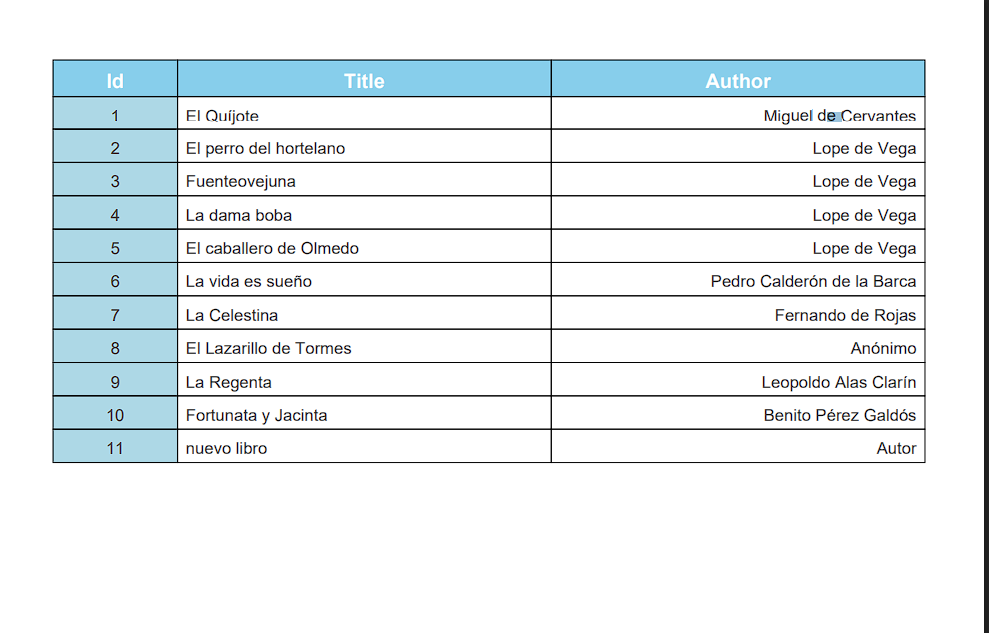 Id Title Author
1 El Quíjote Miguel de Cervantes
2 El perro del hortelano Lope de Vega
3 Fuenteovejuna Lope de Vega
4 La dama boba Lope de Vega
5 El caballero de Olmedo Lope de Vega
6 La vida es sueño Pedro Calderón de la Barca
7 La Celestina Fernando de Rojas
8 El Lazarillo de Tormes Anónimo
9 La Regenta Leopoldo Alas Clarín
10 Fortunata y Jacinta Benito Pérez Galdós
11 nuevo libro Autor